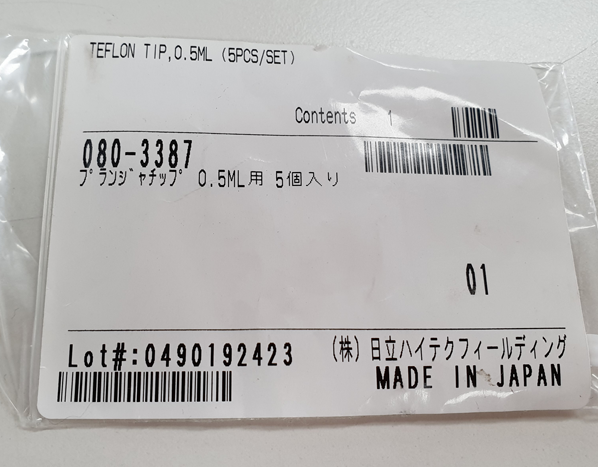 TEFLON TIP,0.5ML (5PCS/SET)
Contents 1
080-3387
ﾌﾟﾗﾝｼﾞｬﾁｯﾌﾟ 0.5ML用 5個入り
01
Lot#:0490192423
(株) 日立ハイテクフィールディング
MADE IN JAPAN